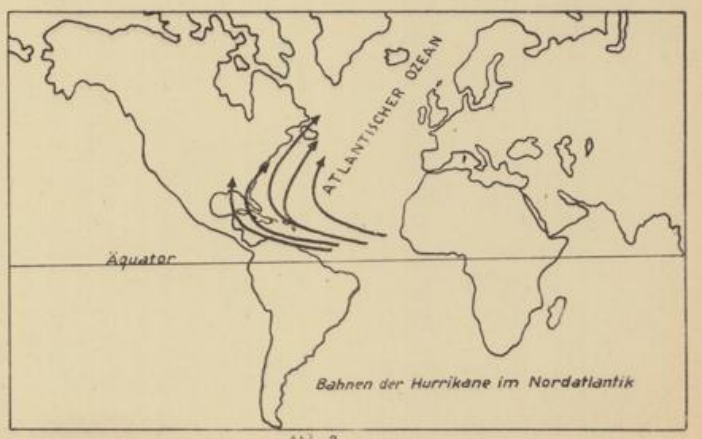 ATLANTISCHER OZEAN
Äquator
Bahnen der Hurrikane im Nordatlantik